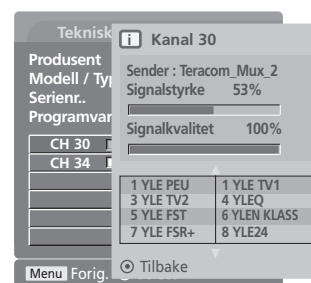 Teknisk
Produsent
Modell / Ty
Serienr..
Programvar
CH 30
CH 34
Menu Forig.
i Kanal 30
Sender : Teracom_Mux_2
Signalstyrke 53%
Signalkvalitet 100%
1 YLE PEU 1 YLE TV1
3 YLE TV2 4 YLEQ
5 YLE FST 6 YLEN KLASS
7 YLE FSR+ 8 YLE24
Tilbake